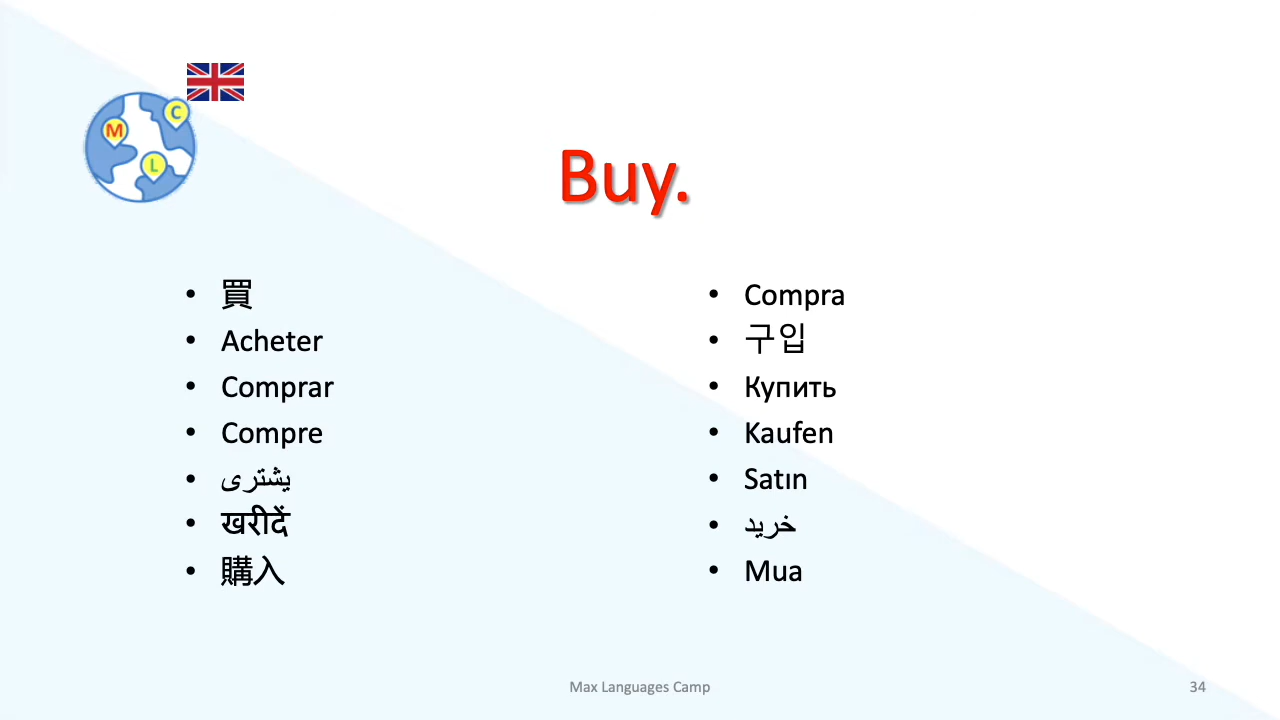 M
C
L
Buy.
買
Acheter
Comprar
Compre
يشترى
खरीदें
購入
Compra
구입
Купить
Kaufen
Satın
خرید
Mua
Max Languages Camp
34